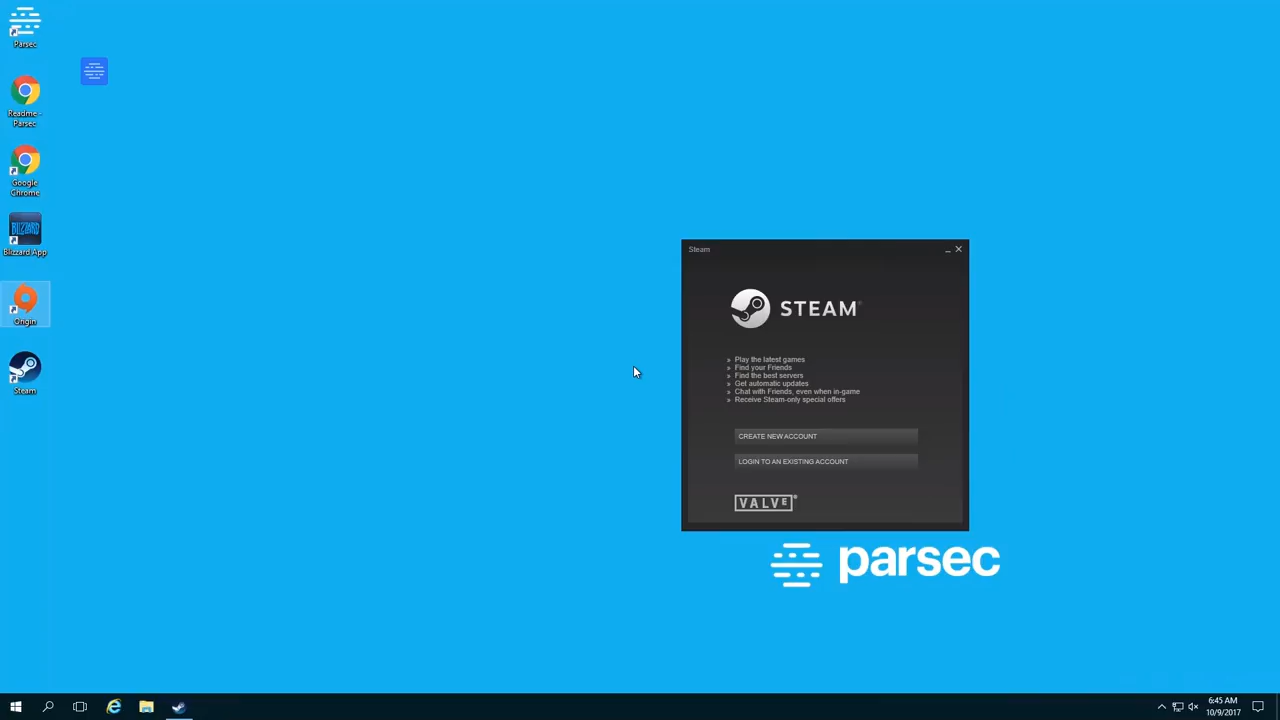 Parsec
Readme -
Parsec
Google
Chrome
BLIZZARD
Blizzard App
Origin
Steam
Steam
STEAM®
» Play the latest games
» Find your Friends
» Find the best servers
» Get automatic updates
» Chat with Friends, even when in-game
» Receive Steam-only special offers
CREATE NEW ACCOUNT
LOGIN TO AN EXISTING ACCOUNT
VALVE®
parsec
6:45 AM
10/9/2017